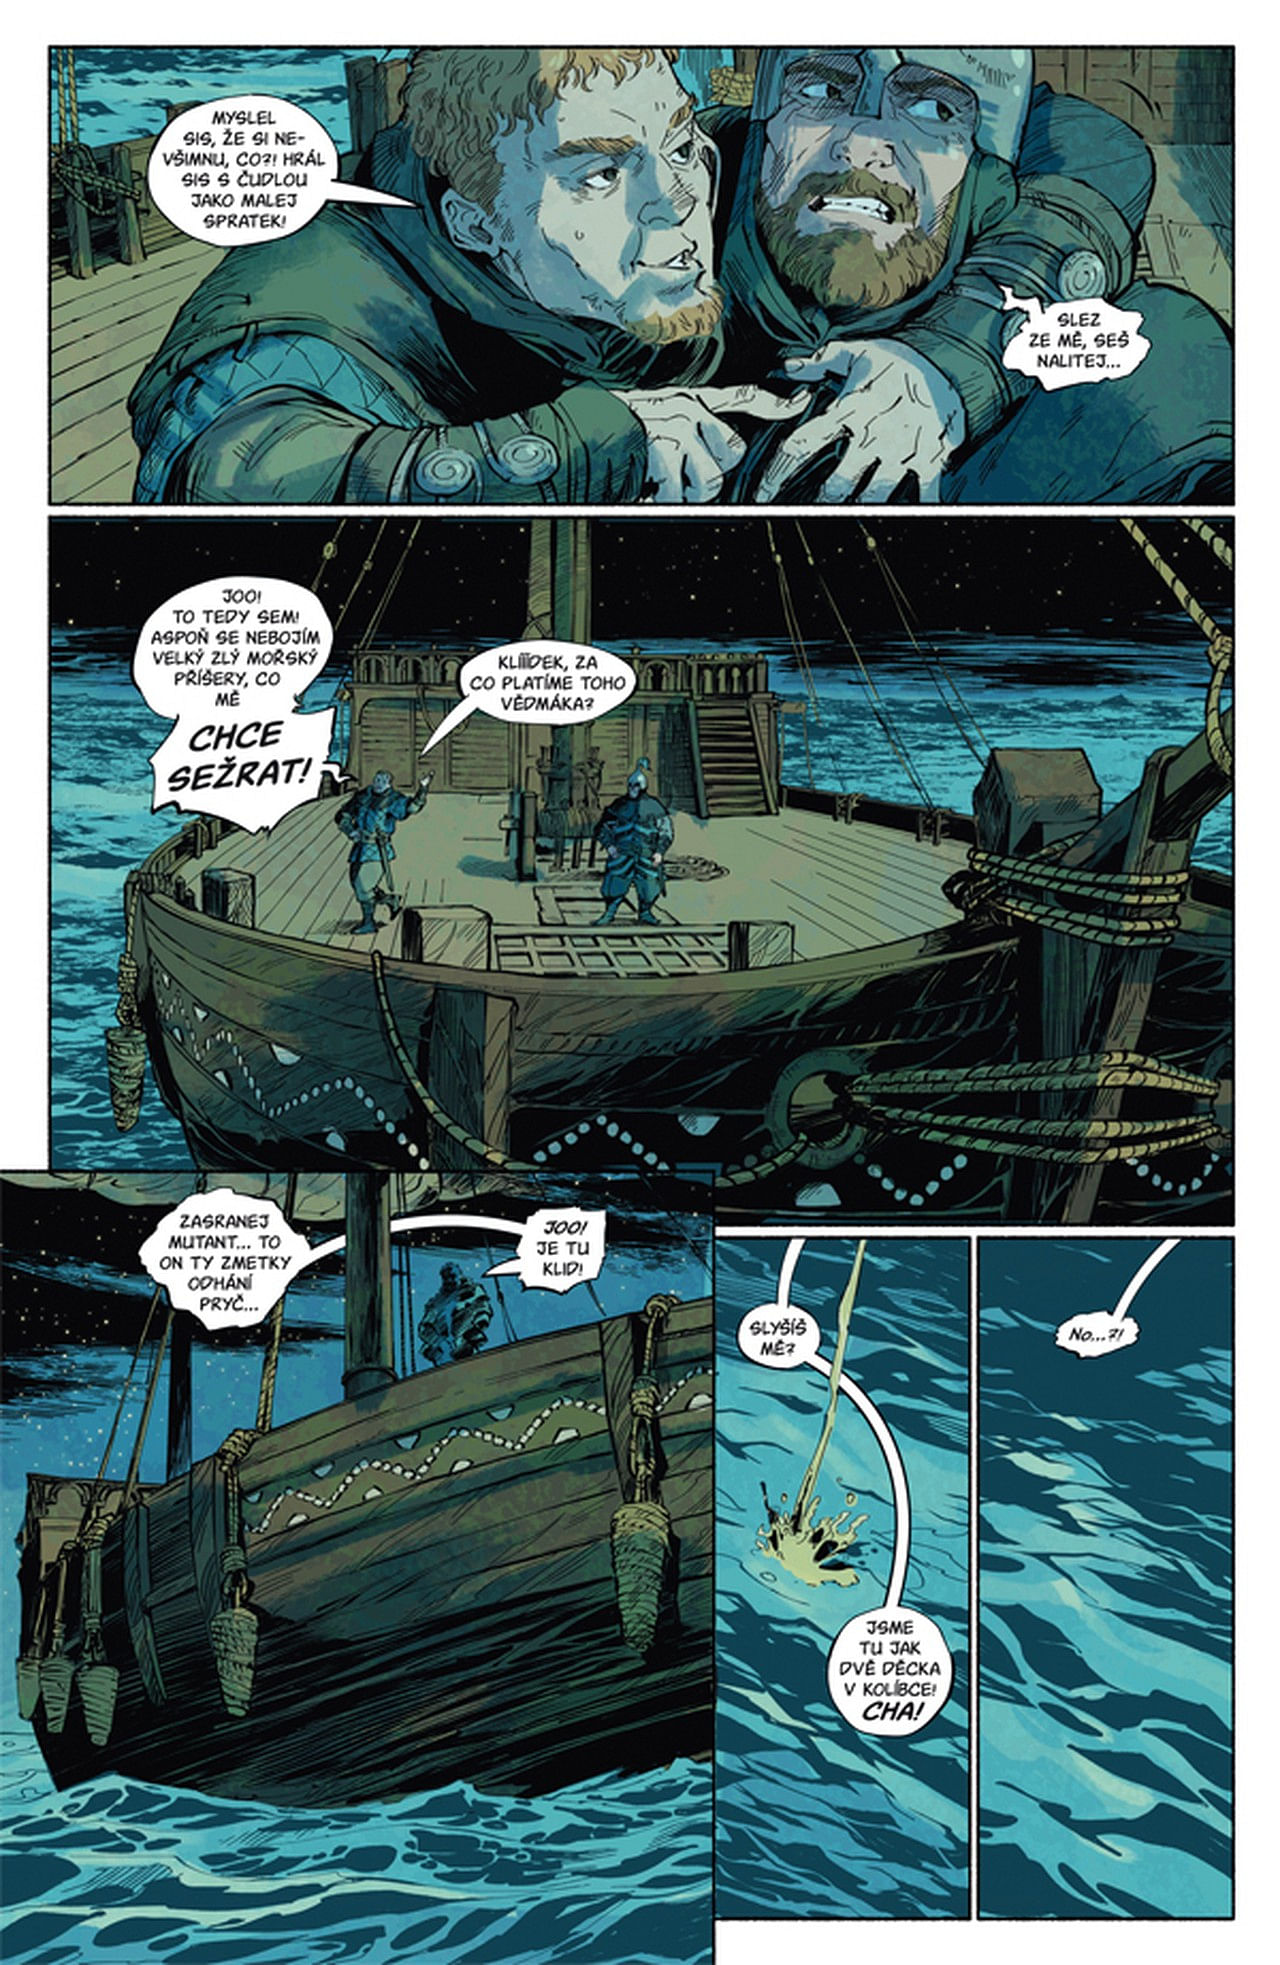 MYSLEL
SIS, ŽE SI NE-
VŠIMNU, CO?! HRÁL
SIS S ČUDLOU
JAKO MALEJ
SPRATEK!
SLEZ
ZE MĚ, SEŠ
NALITEJ...
JOO!
TO TEDY SEM!
ASPOŇ SE NEBOJÍM
VELKÝ ZLÝ MOŘSKÝ
PŘÍŠERY, CO
MĚ
CHCE
SEŽRAT!
KLÍÍÍDEK, ZA
CO PLATÍME TOHO
VĚDMÁKA?
ZASRANEJ
MUTANT... TO
ON TY ZMETKY
ODHÁNÍ
PRYČ...
JOO!
JE TU
KLID!
SLYŠÍŠ
MĚ?
JSME
TU JAK
DVĚ DĚCKA
V KOLÍBCE!
CHA!
NO...?!